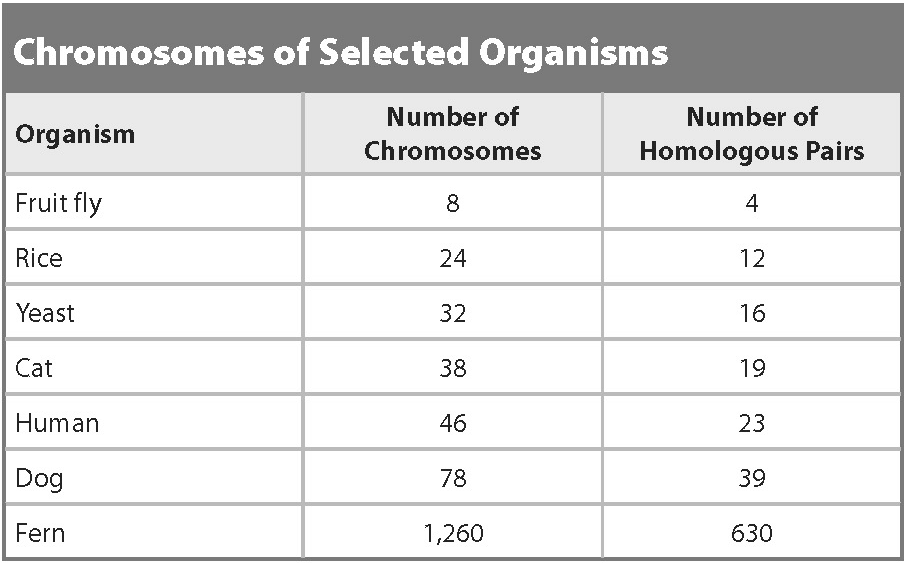 Chromosomes of Selected Organisms
Organism
Number of
Chromosomes
Number of
Homologous Pairs
Fruit fly 8 4
Rice 24 12
Yeast 32 16
Cat 38 19
Human 46 23
Dog 78 39
Fern 1,260 630